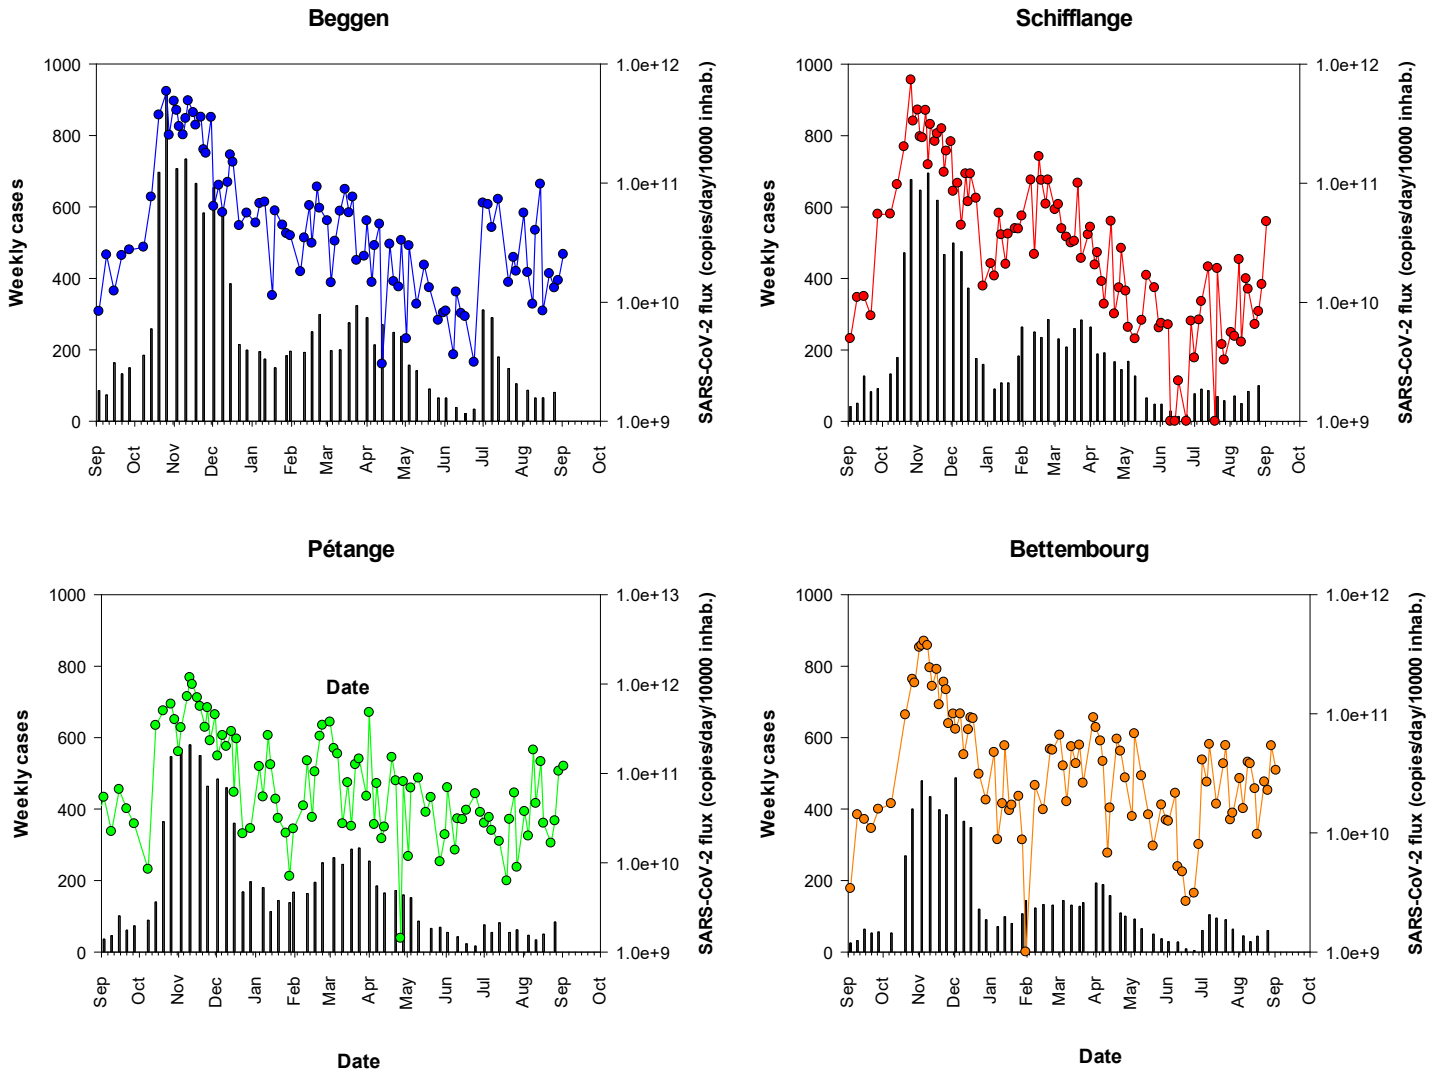 Beggen
Schifflange
1000
800
600
400
200
0
Weekly cases
1.0e+12
1.0e+11
1.0e+10
1.0e+9
SARS-CoV-2 flux (copies/day/10000 inhab.)
Sep Oct Nov Dec Jan Feb Mar Apr May Jun Jul Aug Sep Oct
1000
800
600
400
200
0
Weekly cases
1.0e+12
1.0e+11
1.0e+10
1.0e+9
SARS-CoV-2 flux (copies/day/10000 inhab.)
Sep Oct Nov Dec Jan Feb Mar Apr May Jun Jul Aug Sep Oct
Pétange
Bettembourg
1000
800
600
400
200
0
Weekly cases
Date
1.0e+13
1.0e+12
1.0e+11
1.0e+10
1.0e+9
SARS-CoV-2 flux (copies/day/10000 inhab.)
Sep Oct Nov Dec Jan Feb Mar Apr May Jun Jul Aug Sep Oct
Date
1000
800
600
400
200
0
Weekly cases
1.0e+12
1.0e+11
1.0e+10
1.0e+9
SARS-CoV-2 flux (copies/day/10000 inhab.)
Sep Oct Nov Dec Jan Feb Mar Apr May Jun Jul Aug Sep Oct
Date